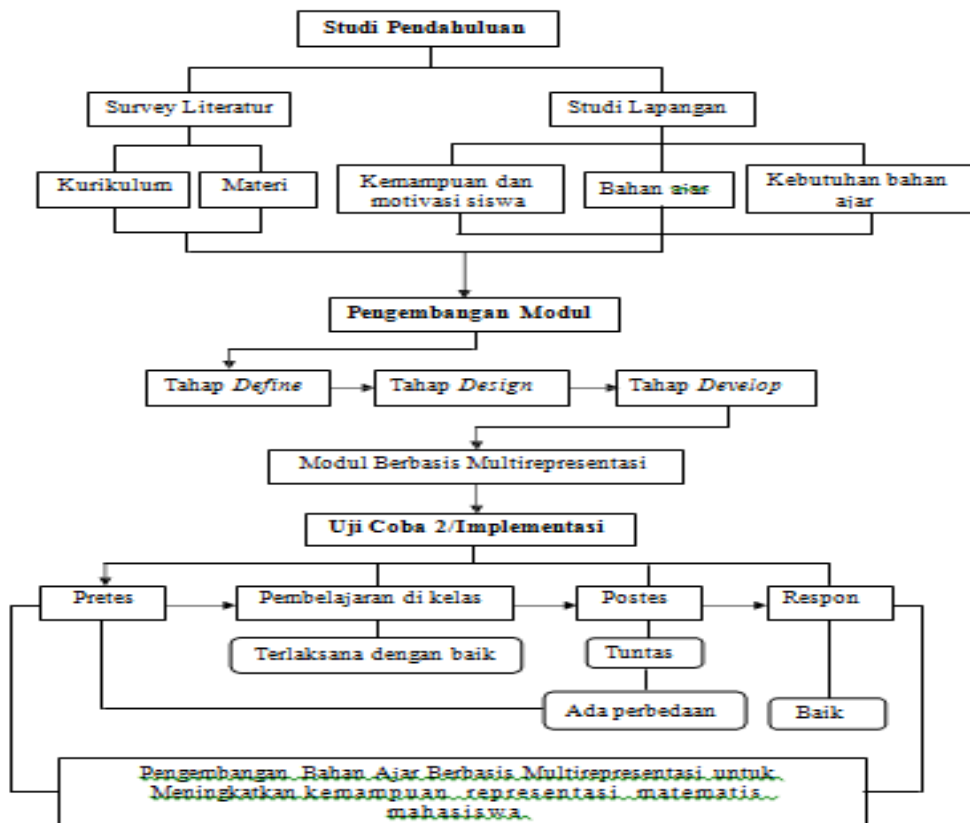 Studi Pendahuluan
Survey Literatur
Studi Lapangan
Kurikulum
Materi
Kemampuan dan
motivasi siswa
Bahan ajar
Kebutuhan bahan
ajar
Pengembangan Modul
Tahap Define
Tahap Design
Tahap Develop
Modul Berbasis Multirepresentasi
Uji Coba 2/Implementasi
Pretes
Pembelajaran di kelas
Postes
Respon
Terlaksana dengan baik
Tuntas
Ada perbedaan
Baik
Pengembangan Bahan Ajar Berbasis Multirepresentasi untuk
Meningkatkan kemampuan representasi matematis
mahasiswa